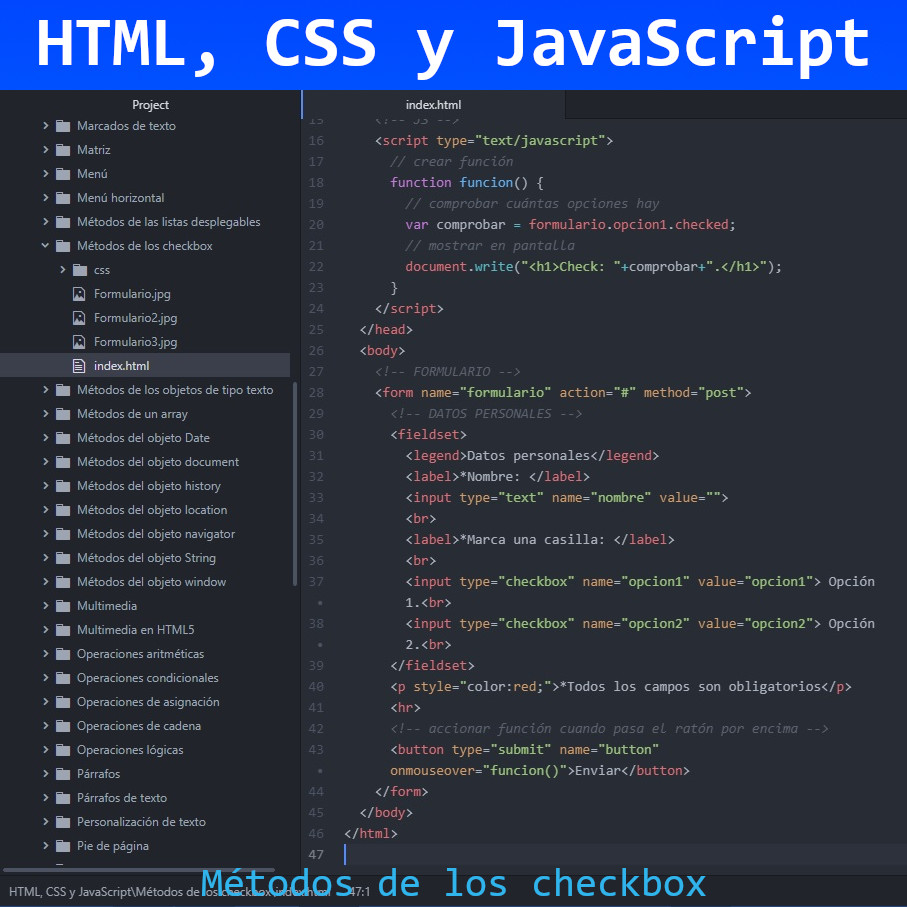 HTML, CSS y JavaScript
Project
Marcados de texto
Matriz
Menú
Menú horizontal
Métodos de las listas desplegables
Métodos de los checkbox
css
Formulario.jpg
Formulario2.jpg
Formulario3.jpg
index.html
Métodos de los objetos de tipo texto
Métodos de un array
Métodos del objeto Date
Métodos del objeto document
Métodos del objeto history
Métodos del objeto location
Métodos del objeto navigator
Métodos del objeto String
Métodos del objeto window
Multimedia
Multimedia en HTML5
Operaciones aritméticas
Operaciones condicionales
Operaciones de asignación
Operaciones de cadena
Operaciones lógicas
Párrafos
Párrafos de texto
Personalización de texto
Pie de página
index.html
15 <!-- JS -->
16 <script type="text/javascript">
17 // crear función
18 function funcion() {
19 // comprobar cuántas opciones hay
20 var comprobar = formulario.opcion1.checked;
21 // mostrar en pantalla
22 document.write("<h1>Check: "+comprobar+".</h1>");
23 }
24 </script>
25 </head>
26 <body>
27 <!-- FORMULARIO -->
28 <form name="formulario" action="#" method="post">
29 <!-- DATOS PERSONALES -->
30 <fieldset>
31 <legend>Datos personales</legend>
32 <label>*Nombre: </label>
33 <input type="text" name="nombre" value="">
34 <br>
35 <label>*Marca una casilla: </label>
36 <br>
37 <input type="checkbox" name="opcion1" value="opcion1"> Opción
• 1.<br>
38 <input type="checkbox" name="opcion2" value="opcion2"> Opción
• 2.<br>
39 </fieldset>
40 <p style="color:red;">*Todos los campos son obligatorios</p>
41 <hr>
42 <!-- accionar función cuando pasa el ratón por encima -->
43 <button type="submit" name="button"
• onmouseover="funcion()">Enviar</button>
44 </form>
45 </body>
46 </html>
47
HTML, CSS y JavaScript\Métodos de los checkbox\index.html 47:1
Métodos de los checkbox